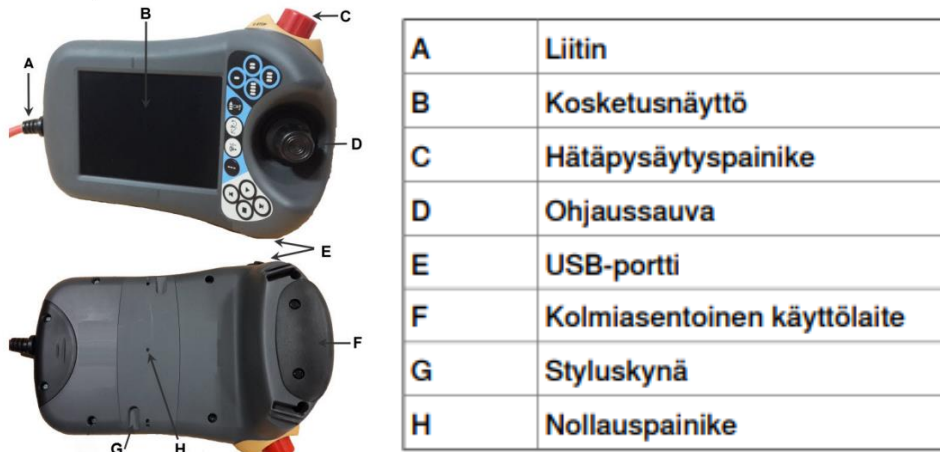 B
C
A
D
E
F
G
H
A Liitin
B Kosketusnäyttö
C Hätäpysäytyspainike
D Ohjaussauva
E USB-portti
F Kolmiasentoinen käyttölaite
G Styluskynä
H Nollauspainike